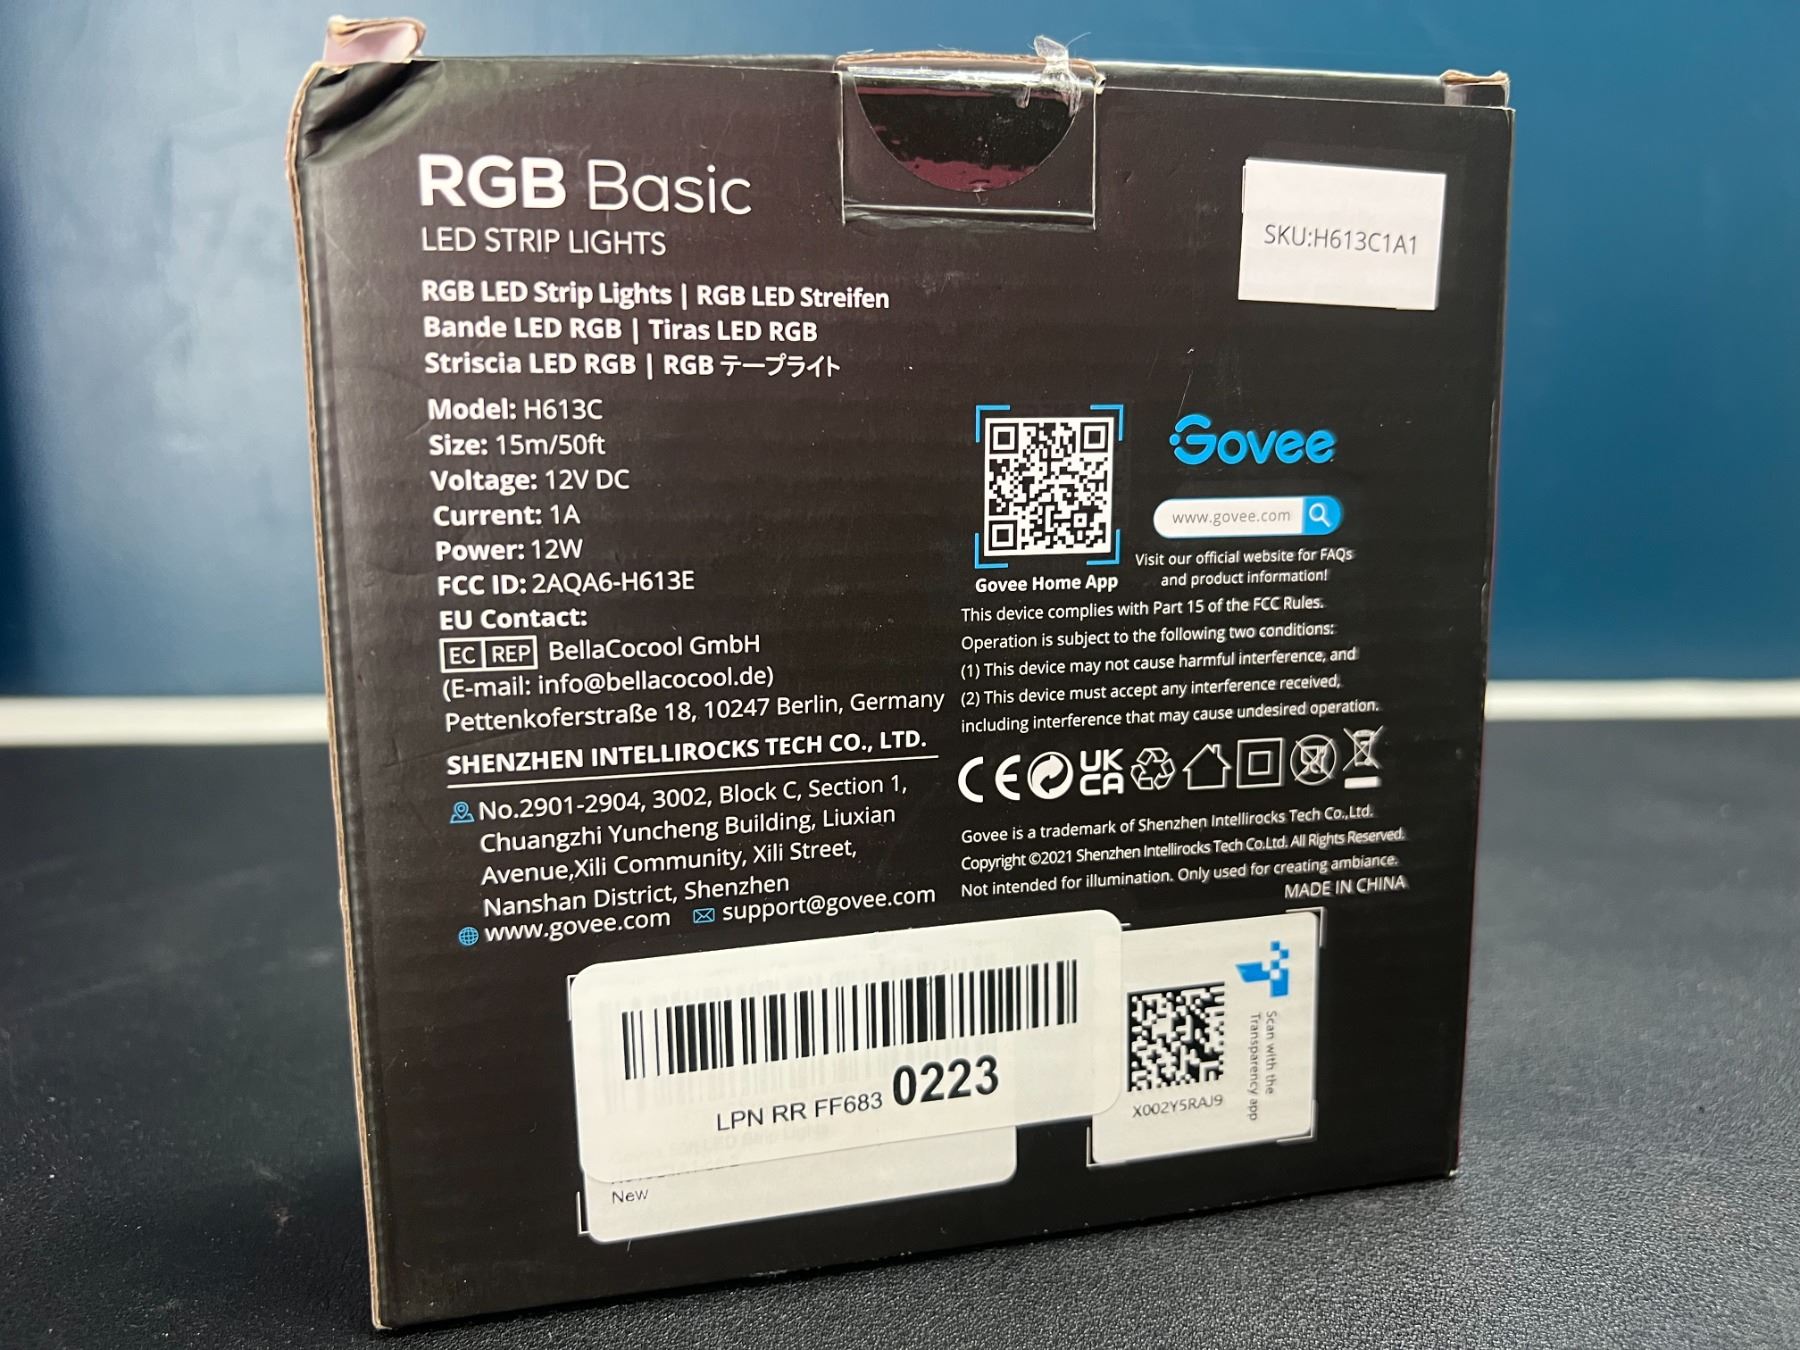 RGB Basic
LED STRIP LIGHTS
RGB LED Strip Lights | RGB LED Streifen
Bande LED RGB | Tiras LED RGB
Striscia LED RGB | RGB テープライト
Model: H613C
Size: 15m/50ft
Voltage: 12V DC
Current: 1A
Power: 12W
FCC ID: 2AQA6-H613E
EU Contact:
EC REP BellaCocool GmbH
(E-mail: info@bellacocool.de)
Pettenkoferstraße 18, 10247 Berlin, Germany
SHENZHEN INTELLIROCKS TECH CO., LTD.
No.2901-2904, 3002, Block C, Section 1,
Chuangzhi Yuncheng Building, Liuxian
Avenue,Xili Community, Xili Street,
Nanshan District, Shenzhen
www.govee.com support@govee.com
SKU:H613C1A1
Govee
www.govee.com
Visit our official website for FAQs
and product information!
Govee Home App
This device complies with Part 15 of the FCC Rules.
Operation is subject to the following two conditions:
(1) This device may not cause harmful interference, and
(2) This device must accept any interference received,
including interference that may cause undesired operation.
CE UK
CA
Govee is a trademark of Shenzhen Intellirocks Tech Co.,Ltd.
Copyright ©2021 Shenzhen Intellirocks Tech Co.Ltd. All Rights Reserved.
Not intended for illumination. Only used for creating ambiance.
MADE IN CHINA
LPN RR FF683 0223
New
X002Y5RAJ9
Scan with the
Transparency app